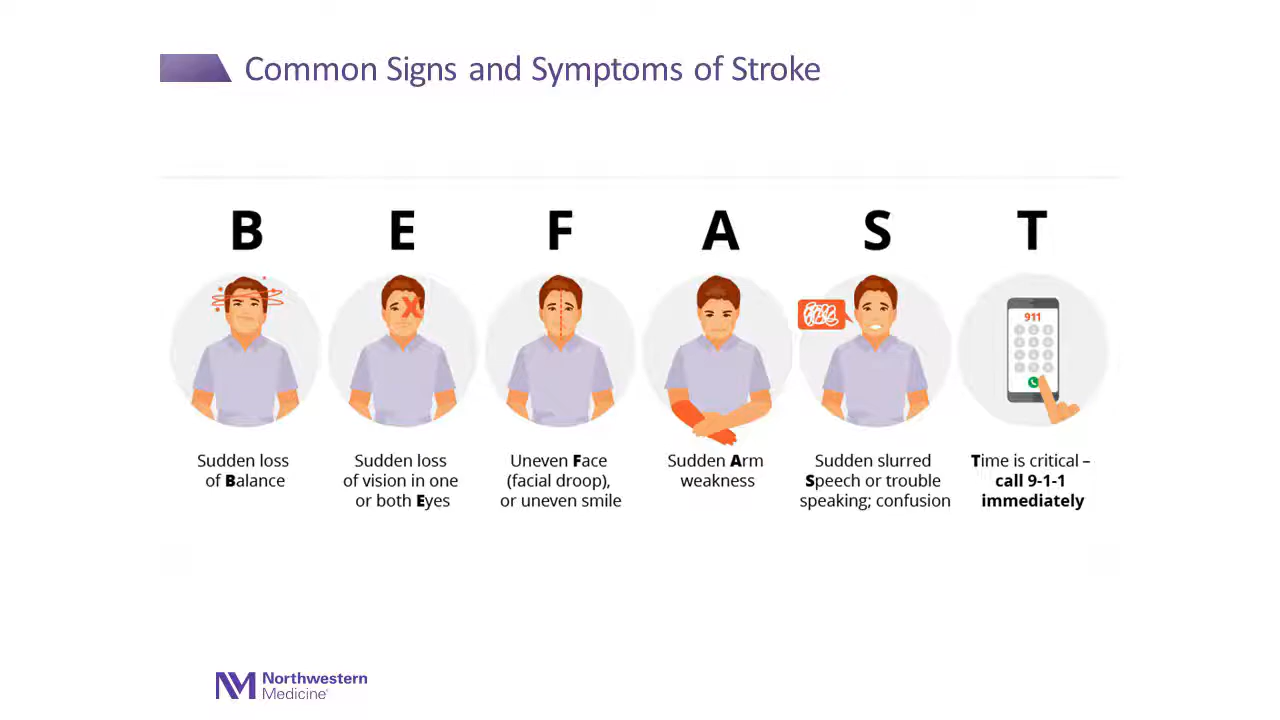 Common Signs and Symptoms of Stroke
B
E
F
A
S
T
911
Sudden loss
of Balance
Sudden loss
of vision in one
or both Eyes
Uneven Face
(facial droop),
or uneven smile
Sudden Arm
weakness
Sudden slurred
Speech or trouble
speaking; confusion
Time is critical –
call 9-1-1
immediately
NM
Northwestern
Medicine®